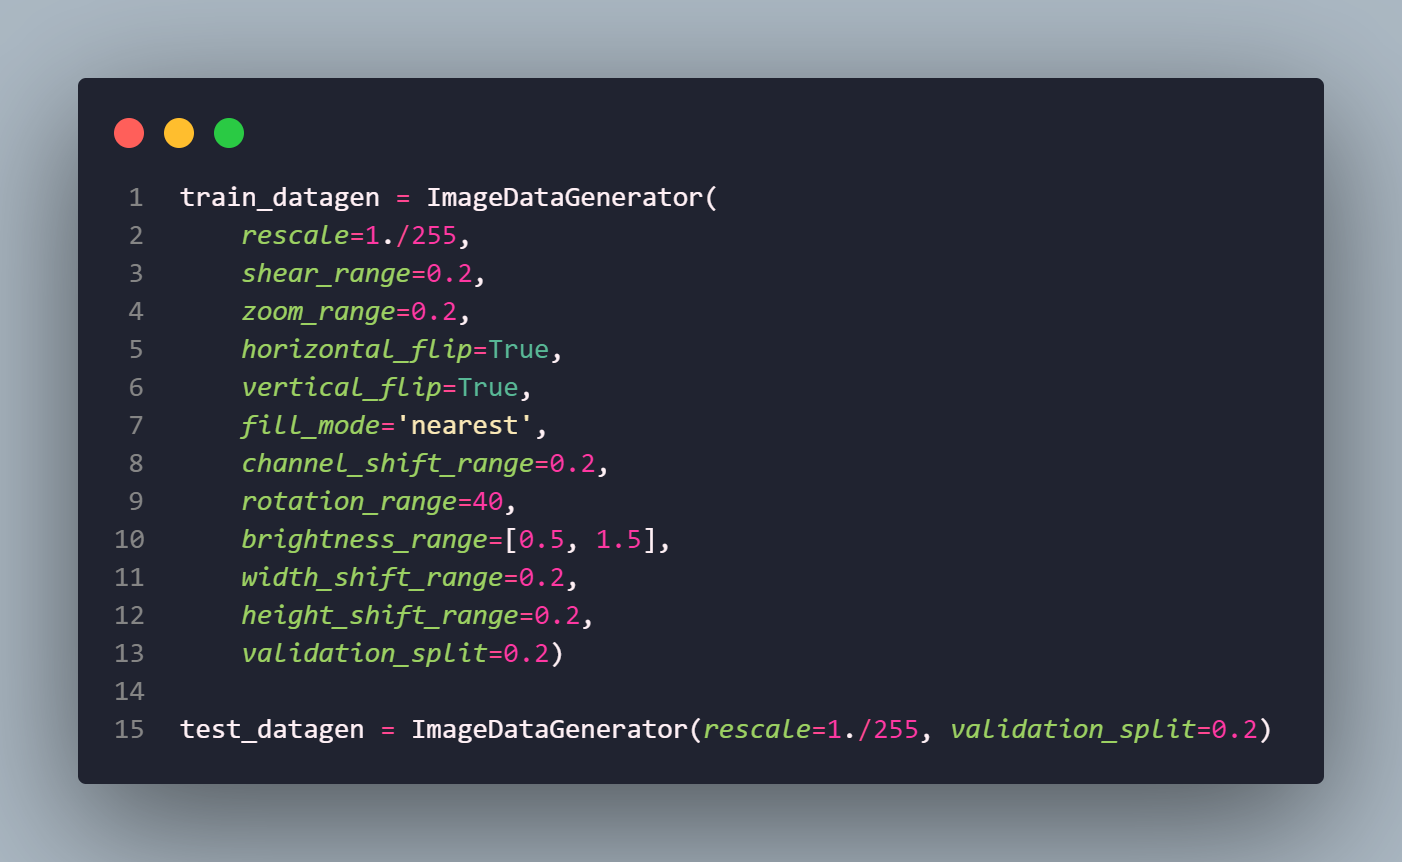 1 train_datagen = ImageDataGenerator(
2     rescale=1./255,
3     shear_range=0.2,
4     zoom_range=0.2,
5     horizontal_flip=True,
6     vertical_flip=True,
7     fill_mode='nearest',
8     channel_shift_range=0.2,
9     rotation_range=40,
10     brightness_range=[0.5, 1.5],
11     width_shift_range=0.2,
12     height_shift_range=0.2,
13     validation_split=0.2)
14
15 test_datagen = ImageDataGenerator(rescale=1./255, validation_split=0.2)